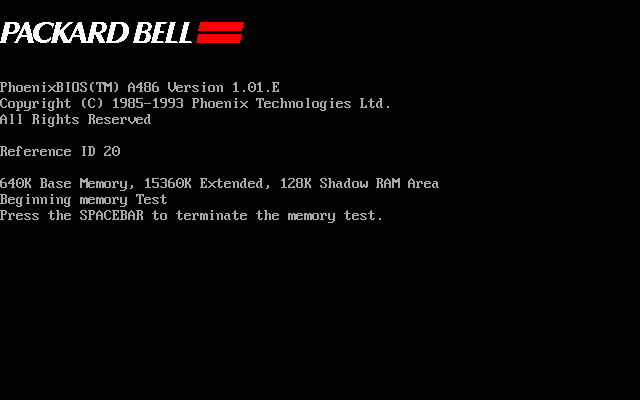 PACKARD BELL
PhoenixBIOS(TM) A486 Version 1.01.E
Copyright (C) 1985-1993 Phoenix Technologies Ltd.
All Rights Reserved
Reference ID 20
640K Base Memory, 15360K Extended, 128K Shadow RAM Area
Beginning memory Test
Press the SPACEBAR to terminate the memory test.